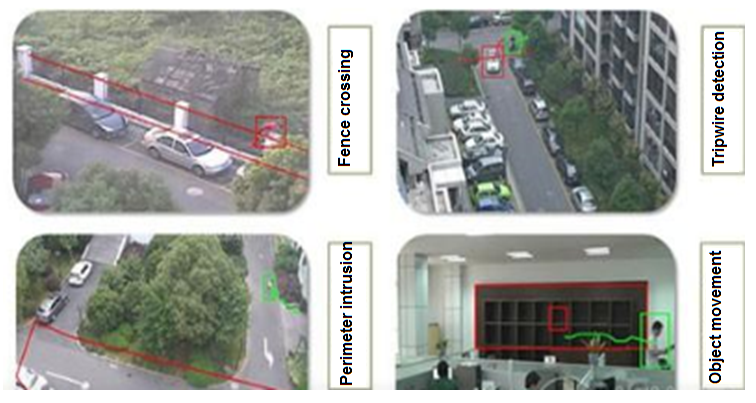 Fence crossing
Tripwire detection
Perimeter intrusion
Object movement